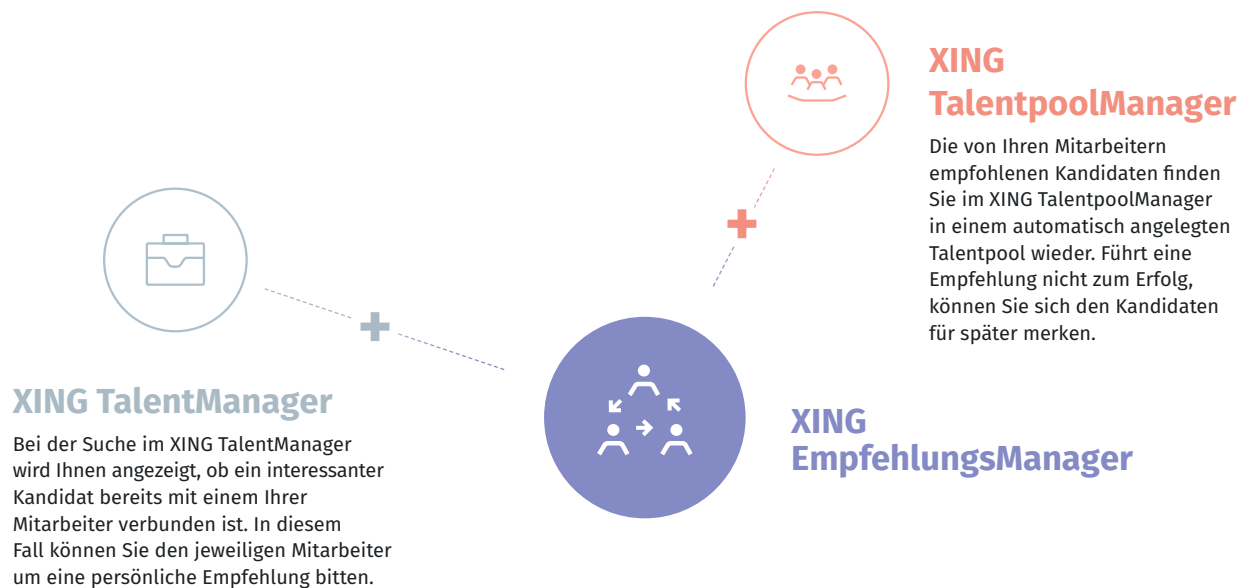 XING
TalentpoolManager
Die von Ihren Mitarbeitern
empfohlenen Kandidaten finden
Sie im XING TalentpoolManager
in einem automatisch angelegten
Talentpool wieder. Führt eine
Empfehlung nicht zum Erfolg,
können Sie sich den Kandidaten
für später merken.
XING TalentManager
Bei der Suche im XING TalentManager
wird Ihnen angezeigt, ob ein interessanter
Kandidat bereits mit einem Ihrer
Mitarbeiter verbunden ist. In diesem
Fall können Sie den jeweiligen Mitarbeiter
um eine persönliche Empfehlung bitten.
XING
EmpfehlungsManager